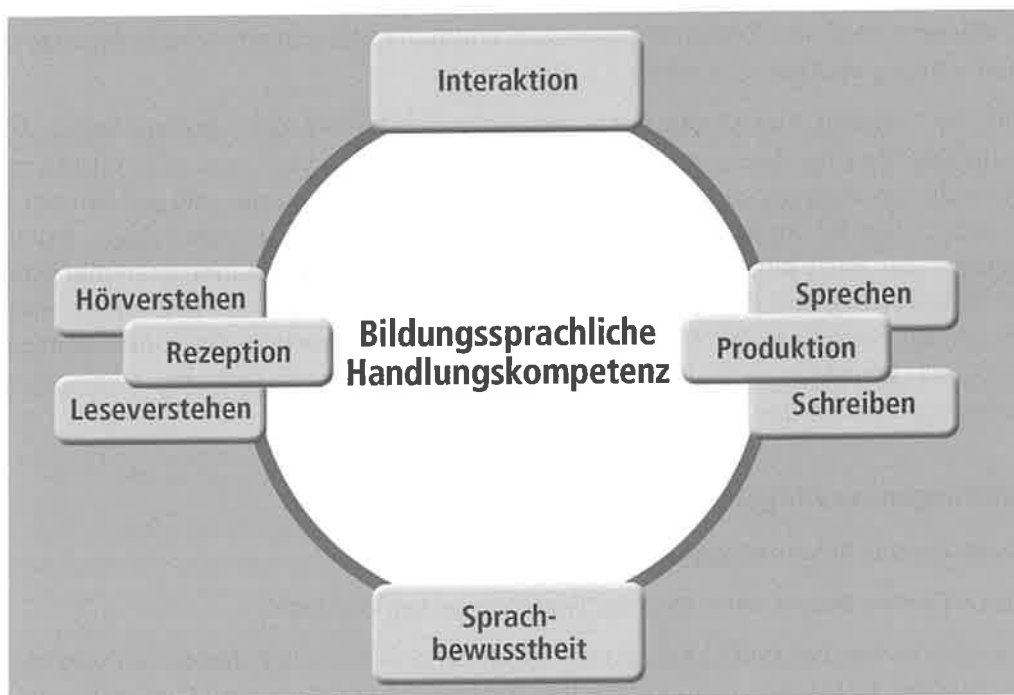 Interaktion
Hörverstehen
Rezeption
Leseverstehen
Bildungssprachliche
Handlungskompetenz
Sprechen
Produktion
Schreiben
Sprach-
bewusstheit